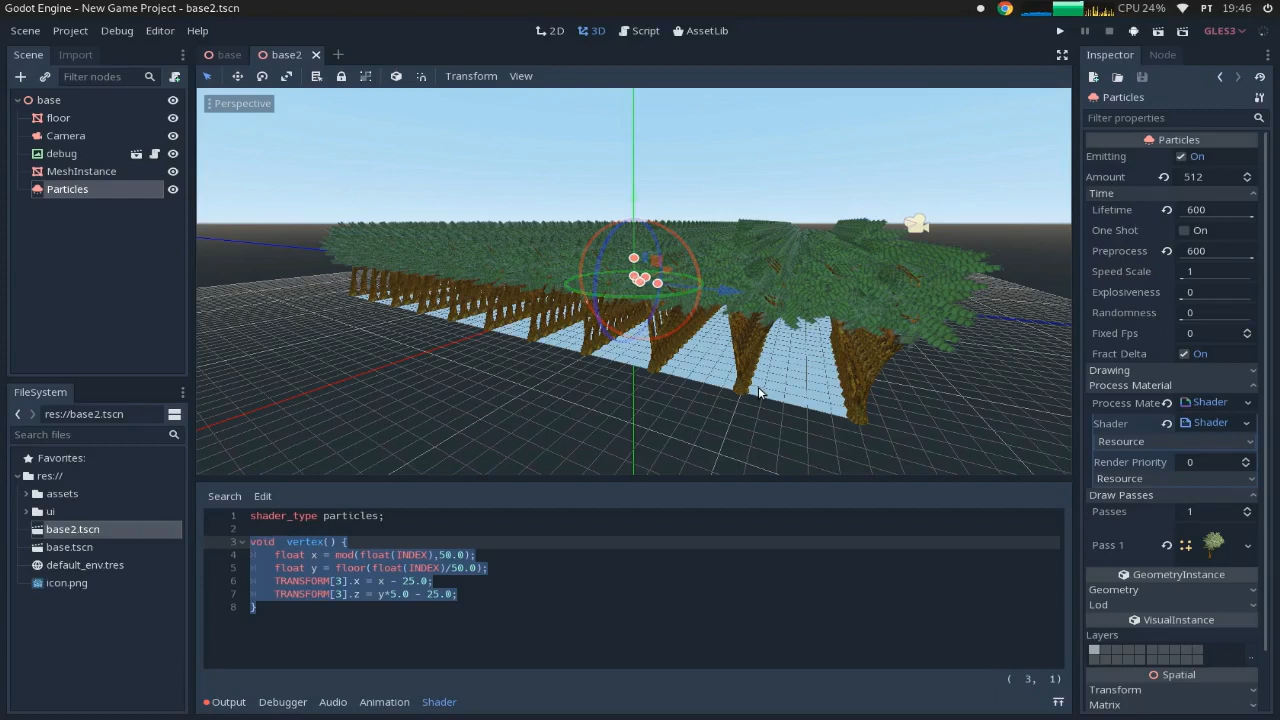 Godot Engine - New Game Project - base2.tscn
CPU 24% PT 19:46
Scene Project Debug Editor Help
2D 3D Script AssetLib
GLES3
Scene Import
base base2
Inspector Node
Filter nodes
Transform View
base
floor
Camera
debug
MeshInstance
Particles
Perspective
Particles
Filter properties
Particles
Emitting On
Amount 512
Time
Lifetime 600
One Shot On
Preprocess 600
Speed Scale 1
Explosiveness 0
Randomness 0
Fixed Fps 0
Fract Delta On
Drawing
Process Material
Process Mate Shader
Shader Shader
Resource
Render Priority 0
Resource
Draw Passes
Passes 1
Pass 1
GeometryInstance
Geometry
Lod
VisualInstance
Layers
..
Spatial
Transform
Matrix
FileSystem
res://base2.tscn
Search files
Favorites:
res://
assets
ui
base2.tscn
base.tscn
default_env.tres
icon.png
Search Edit
1 shader_type particles;
2
3 void vertex() {
4 float x = mod(float(INDEX),50.0);
5 float y = floor(float(INDEX)/50.0);
6 TRANSFORM[3].x = x - 25.0;
7 TRANSFORM[3].z = y*5.0 - 25.0;
8 }
( 3, 1)
Output Debugger Audio Animation Shader